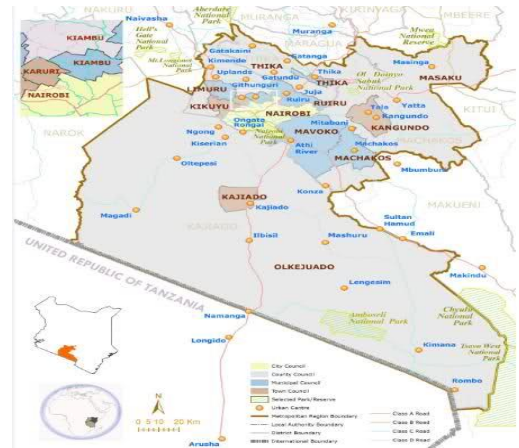 KIAMBU
KARURI
KIAMBU
NAIROBI
Naivasha
Aberdare
National
Park
MURANGA
KIRINYAGA
MBEERE
Muranga
MARAGUA
Hell's
Gate National
Park
Mt. Longonot
National Park
Gatakaim
Kimende
Uplands
THIKA
Gatanga
Thika
Gatundu
Githunguri
LIMURU
THIKA
Juja
Ruiru
RUIRU
KIKUYU
Mwea
National
Reserve
Masinga
MASAKU
Ol Donyo
Sabuk
National Park
Yatta
KITUI
Tala
Kangundo
KANGUNDO
NAROK
NAIROBI
Ongata
Rongai
Nairobi
National
Park
Ngong
Kiserian
MAVOKO
Mitaboni
Athi
River
Machakos
MACHAKOS
MACHAKOS
Mbumbuni
Oltepesi
Konza
KAJIADO
Kajiado
KAJIADO
Magadi
MAKUENI
Sultan
Hamud
Emali
Ilbisil
Mashuru
OLKEJUADO
Makindu
UNITED REPUBLIC OF TANZANIA
Lengesim
Namanga
Amboseli
National Park
Chyulu
National Park
Tsavo West
National Park
Longido
Kimana
Rombo
Arusha
N
0 5 10 20 Km
City Council
County Council
Municipal Council
Town Council
Selected Park/Reserve
Urban Centre
Metropolitan Region Boundary
Local Authority Boundary
District Boundary
International Boundary
Class A Road
Class B Road
Class C Road
Class D Road